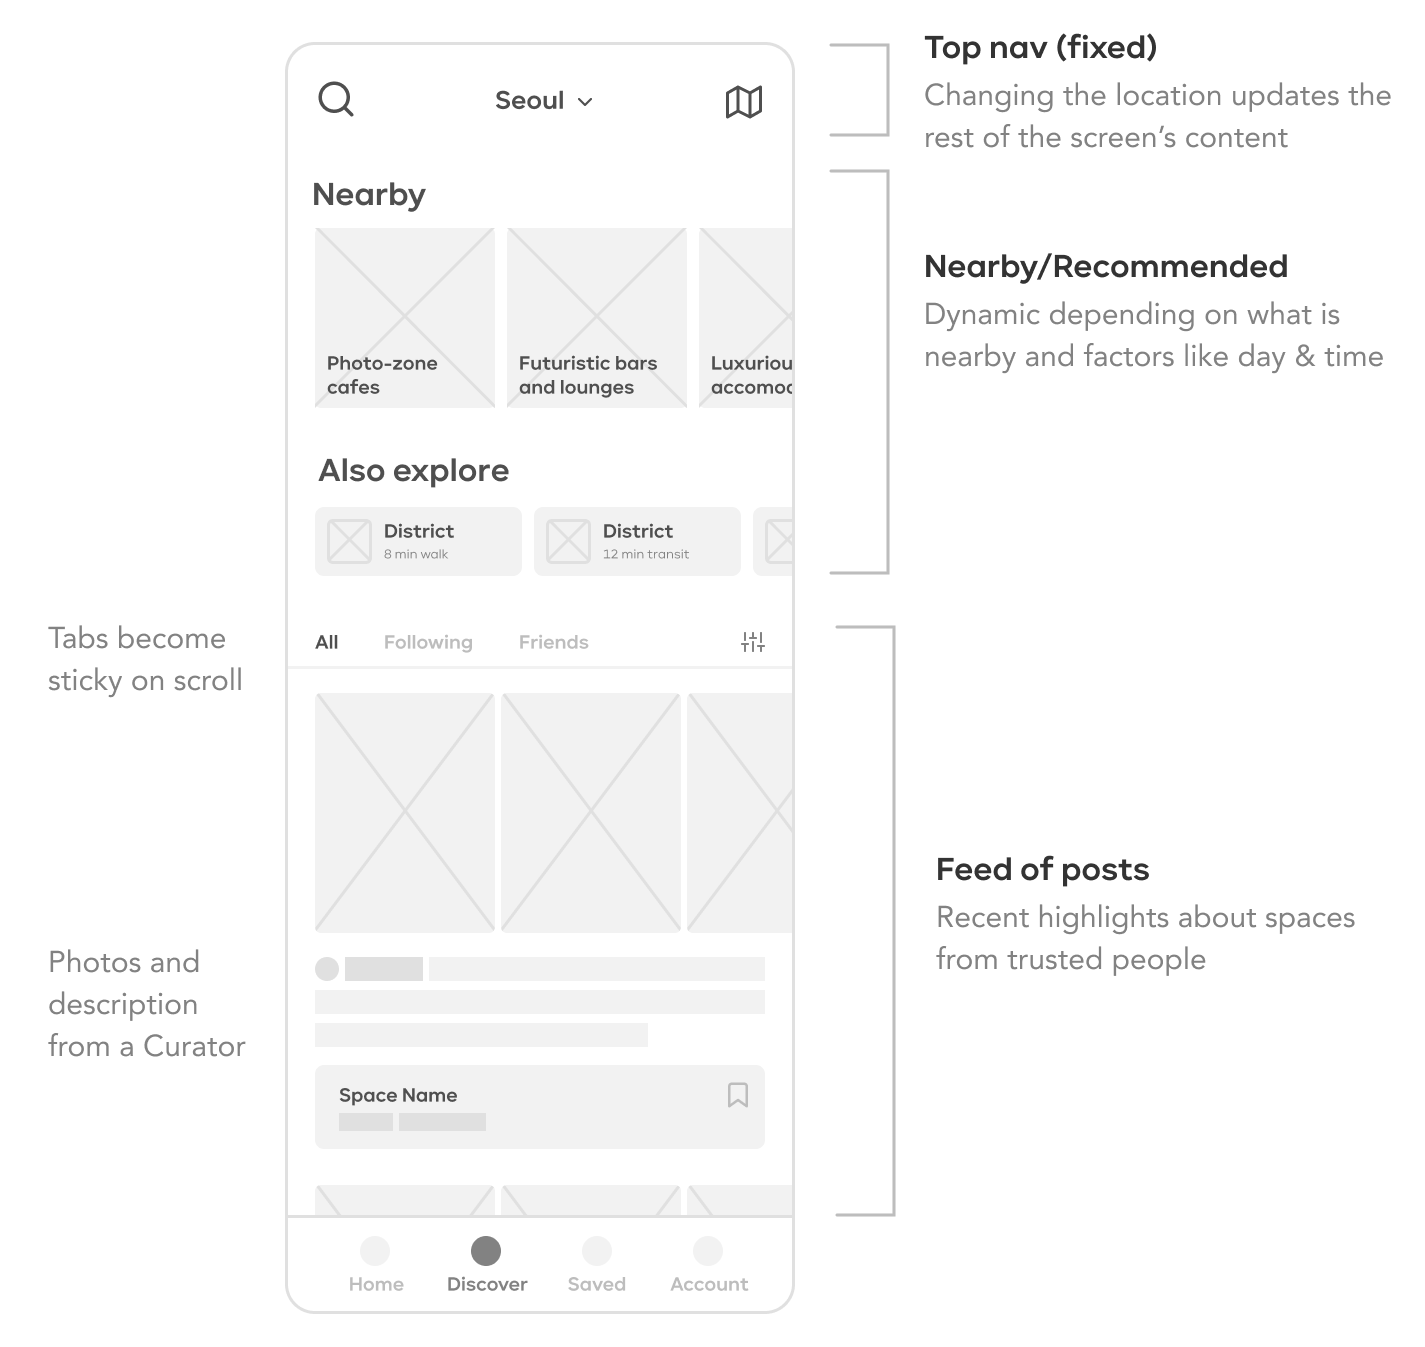 Seoul
Nearby
Photo-zone
cafes
Futuristic bars
and lounges
Luxuriou
accomod
Also explore
District
8 min walk
District
12 min transit
All
Following
Friends
Space Name
Home
Discover
Saved
Account
Tabs become
sticky on scroll
Photos and
description
from a Curator
Top nav (fixed)
Changing the location updates the
rest of the screen’s content
Nearby/Recommended
Dynamic depending on what is
nearby and factors like day & time
Feed of posts
Recent highlights about spaces
from trusted people